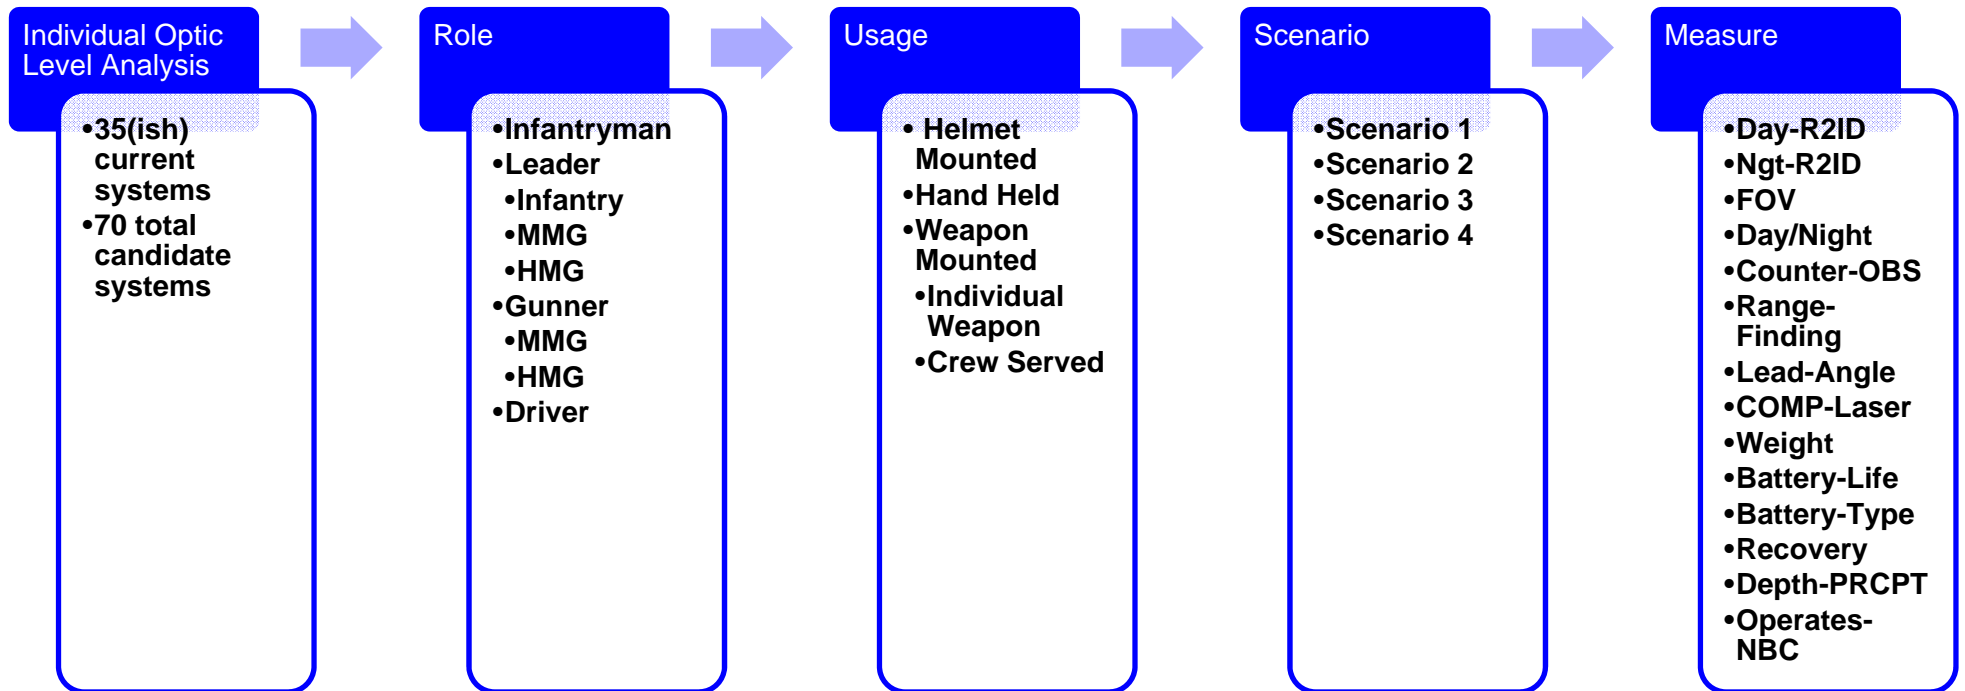 Individual Optic
Level Analysis
•35(ish)
current
systems
•70 total
candidate
systems
Role
•Infantryman
•Leader
•Infantry
•MMG
•HMG
•Gunner
•MMG
•HMG
•Driver
Usage
• Helmet
Mounted
•Hand Held
•Weapon
Mounted
•Individual
Weapon
•Crew Served
Scenario
•Scenario 1
•Scenario 2
•Scenario 3
•Scenario 4
Measure
•Day-R2ID
•Ngt-R2ID
•FOV
•Day/Night
•Counter-OBS
•Range-
Finding
•Lead-Angle
•COMP-Laser
•Weight
•Battery-Life
•Battery-Type
•Recovery
•Depth-PRCPT
•Operates-
NBC